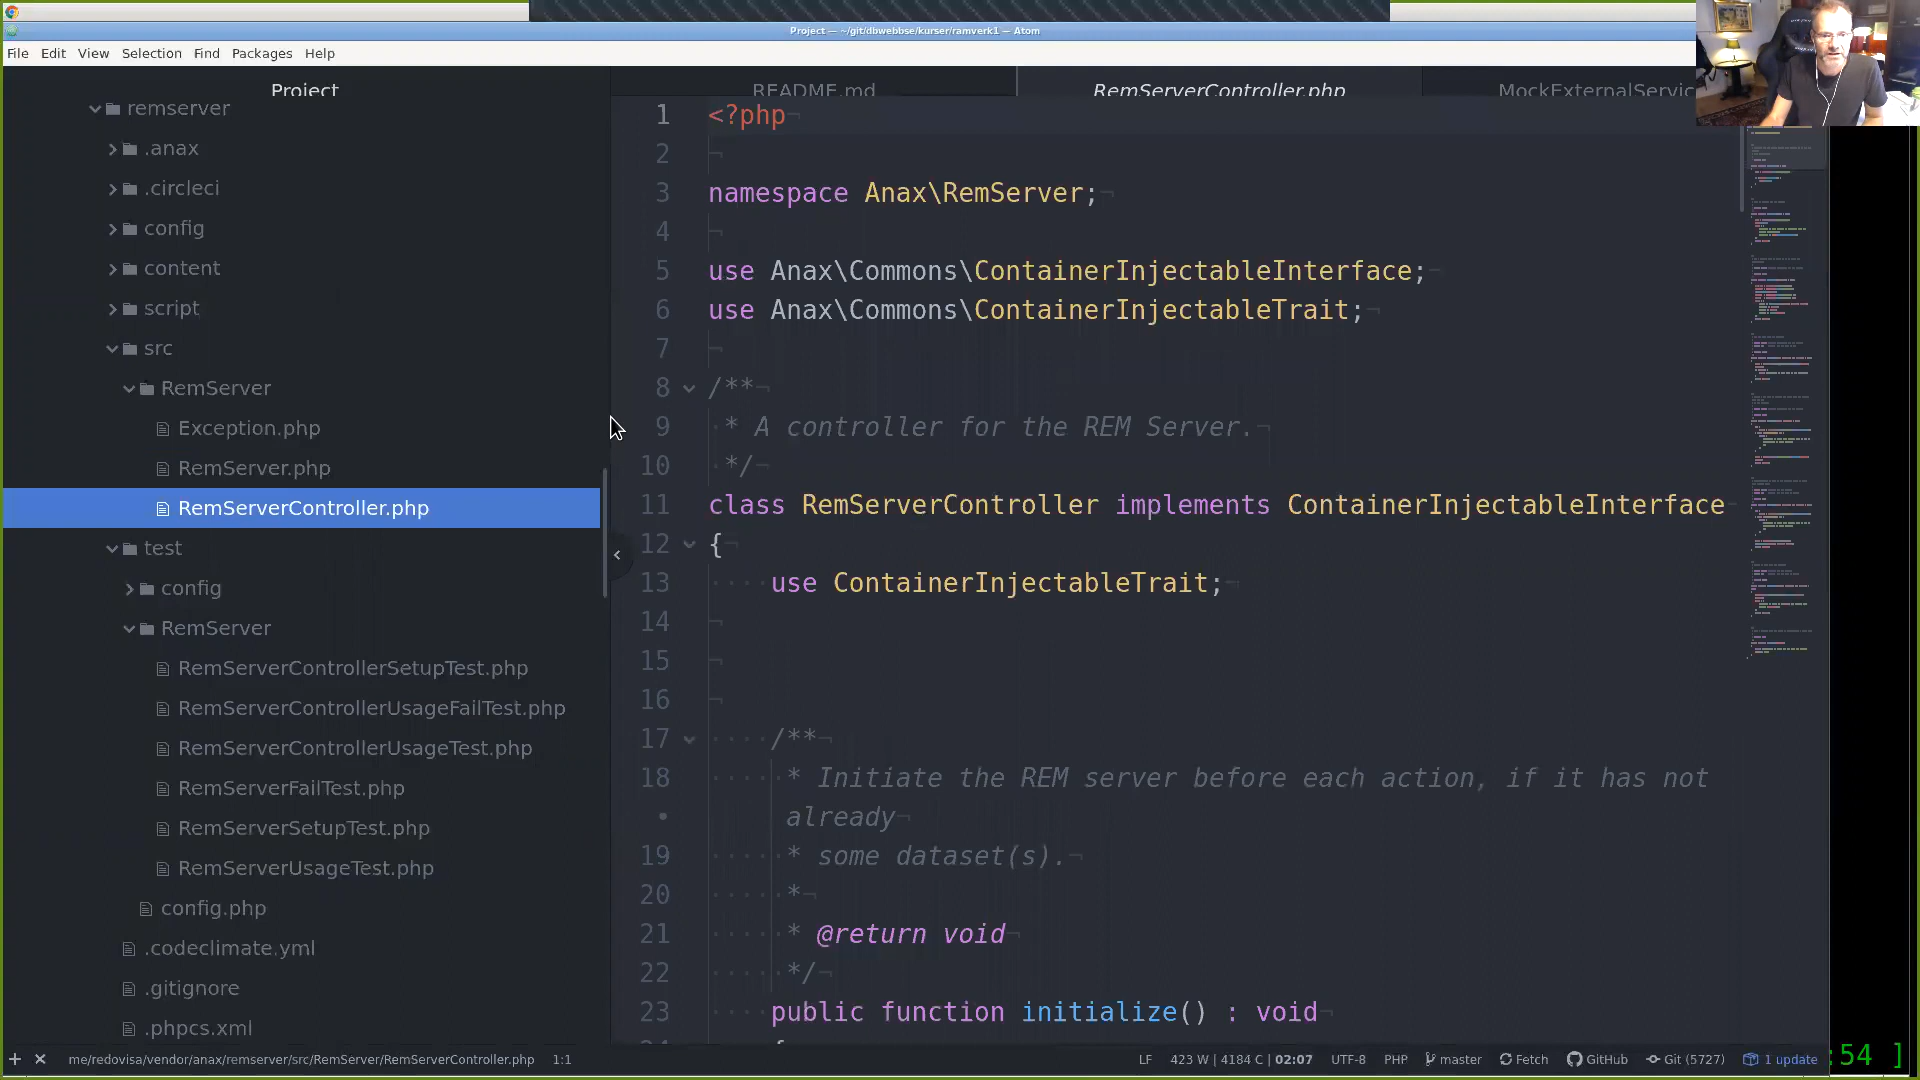 Project — ~/git/dbwebbse/kurser/ramverk1 — Atom
File Edit View Selection Find Packages Help
Project
remserver
.anax
.circleci
config
content
script
src
RemServer
Exception.php
RemServer.php
RemServerController.php
test
config
RemServer
RemServerControllerSetupTest.php
RemServerControllerUsageFailTest.php
RemServerControllerUsageTest.php
RemServerFailTest.php
RemServerSetupTest.php
RemServerUsageTest.php
config.php
.codeclimate.yml
.gitignore
.phpcs.xml
README.md RemServerController.php MockExternalServic
1 <?php
2
3 namespace Anax\RemServer;
4
5 use Anax\Commons\ContainerInjectableInterface;
6 use Anax\Commons\ContainerInjectableTrait;
7
8 /**
9 * A controller for the REM Server.
10 */
11 class RemServerController implements ContainerInjectableInterface
12 {
13 use ContainerInjectableTrait;
14
15
16
17 /**
18 * Initiate the REM server before each action, if it has not
• already
19 * some dataset(s).
20 *
21 * @return void
22 */
23 public function initialize() : void
me/redovisa/vendor/anax/remserver/src/RemServer/RemServerController.php 1:1 LF 423 W | 4184 C | 02:07 UTF-8 PHP master Fetch GitHub Git (5727) 1 update
:54 ]